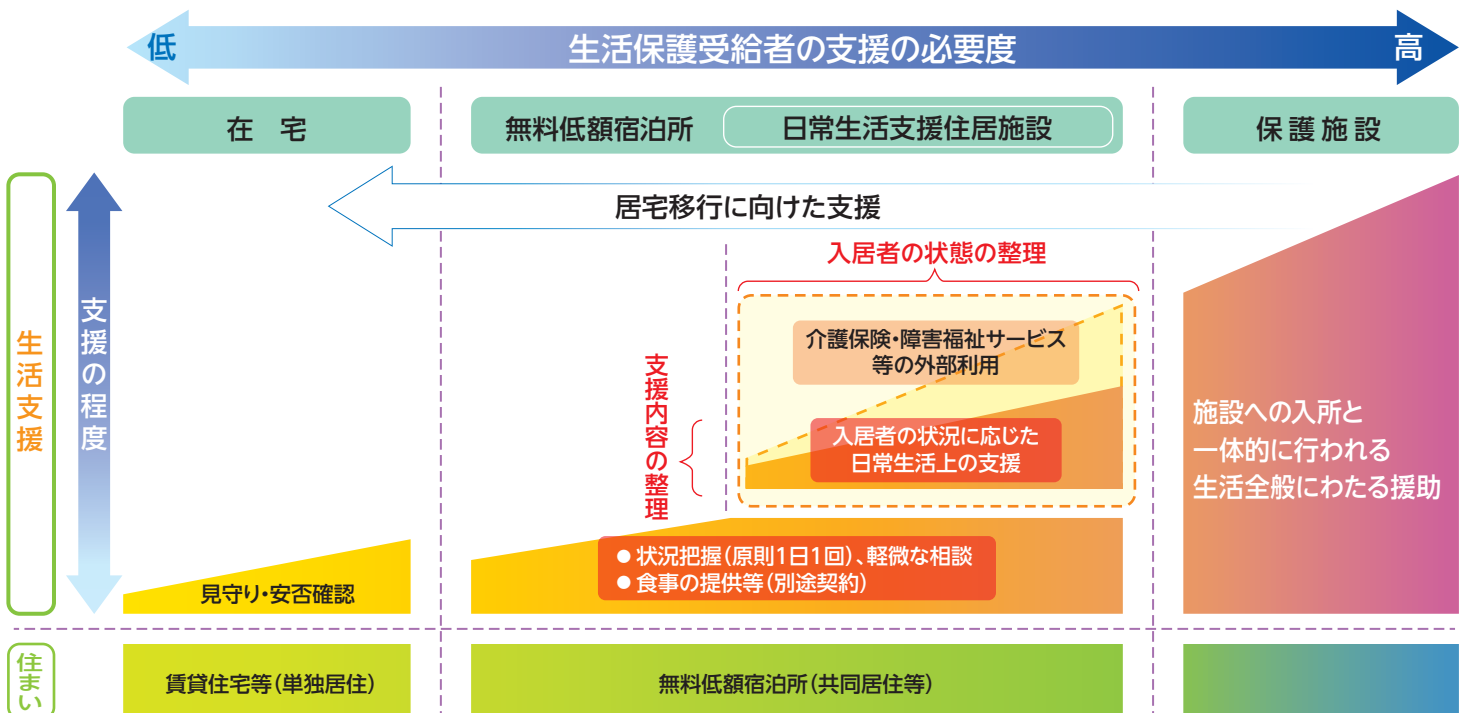 低
生活保護受給者の支援の必要度
高
在 宅
無料低額宿泊所
日常生活支援住居施設
保護施設
居宅移行に向けた支援
生活支援
支援の程度
入居者の状態の整理
介護保険・障害福祉サービス
等の外部利用
支援内容の整理
入居者の状況に応じた
日常生活上の支援
施設への入所と
一体的に行われる
生活全般にわたる援助
見守り・安否確認
● 状況把握(原則1日1回)、軽微な相談
● 食事の提供等(別途契約)
住まい
賃貸住宅等(単独居住)
無料低額宿泊所(共同居住等)